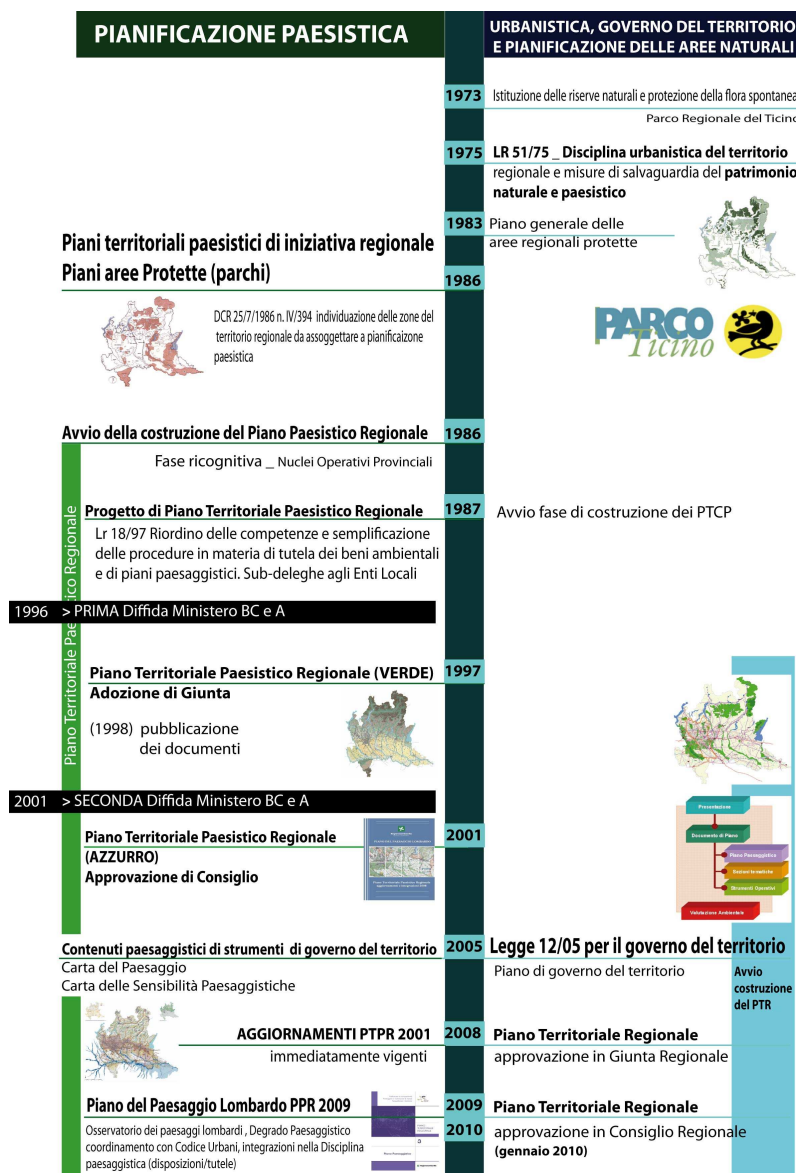 PIANIFICAZIONE PAESISTICA
URBANISTICA, GOVERNO DEL TERRITORIO
E PIANIFICAZIONE DELLE AREE NATURALI
1973 Istituzione delle riserve naturali e protezione della flora spontanea
Parco Regionale del Ticino
1975 LR 51/75 _ Disciplina urbanistica del territorio
regionale e misure di salvaguardia del patrimonio
naturale e paesistico
1983 Piano generale delle
aree regionali protette
Piani territoriali paesistici di iniziativa regionale
Piani aree Protette (parchi)
1986
DCR 25/7/1986 n. IV/394 individuazione delle zone del
territorio regionale da assoggettare a pianificaizone
paesistica
PARCO
Ticino
Avvio della costruzione del Piano Paesistico Regionale 1986
Fase ricognitiva _ Nuclei Operativi Provinciali
Piano Territoriale Paesistico Regionale
Progetto di Piano Territoriale Paesistico Regionale 1987 Avvio fase di costruzione dei PTCP
Lr 18/97 Riordino delle competenze e semplificazione
delle procedure in materia di tutela dei beni ambientali
e di piani paesaggistici. Sub-deleghe agli Enti Locali
1996 > PRIMA Diffida Ministero BC e A
Piano Territoriale Paesistico Regionale (VERDE) 1997
Adozione di Giunta
(1998) pubblicazione
dei documenti
2001 > SECONDA Diffida Ministero BC e A
Piano Territoriale Paesistico Regionale 2001
(AZZURRO)
Approvazione di Consiglio
Presentazione
Documento di Piano
Piano Paesaggistico
Sezioni tematiche
Strumenti Operativi
Valutazione Ambientale
Contenuti paesaggistici di strumenti di governo del territorio 2005 Legge 12/05 per il governo del territorio
Carta del Paesaggio
Carta delle Sensibilità Paesaggistiche
Piano di governo del territorio
Avvio
costruzione
del PTR
AGGIORNAMENTI PTPR 2001 2008 Piano Territoriale Regionale
immediatamente vigenti approvazione in Giunta Regionale
Piano del Paesaggio Lombardo PPR 2009 2009 Piano Territoriale Regionale
2010 approvazione in Consiglio Regionale
(gennaio 2010)
Osservatorio dei paesaggi lombardi , Degrado Paesaggistico
coordinamento con Codice Urbani, integrazioni nella Disciplina
paesaggistica (disposizioni/tutele)